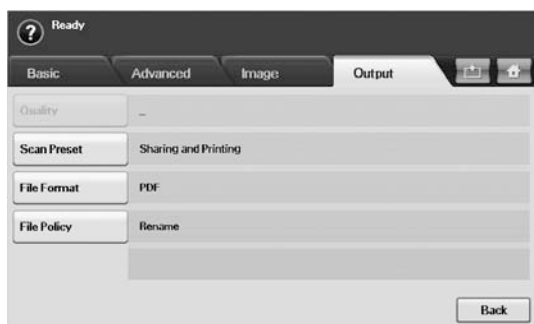 ? Ready
Basic Advanced Image Output
Quality –
Scan Preset Sharing and Printing
File Format PDF
File Policy Rename
Back